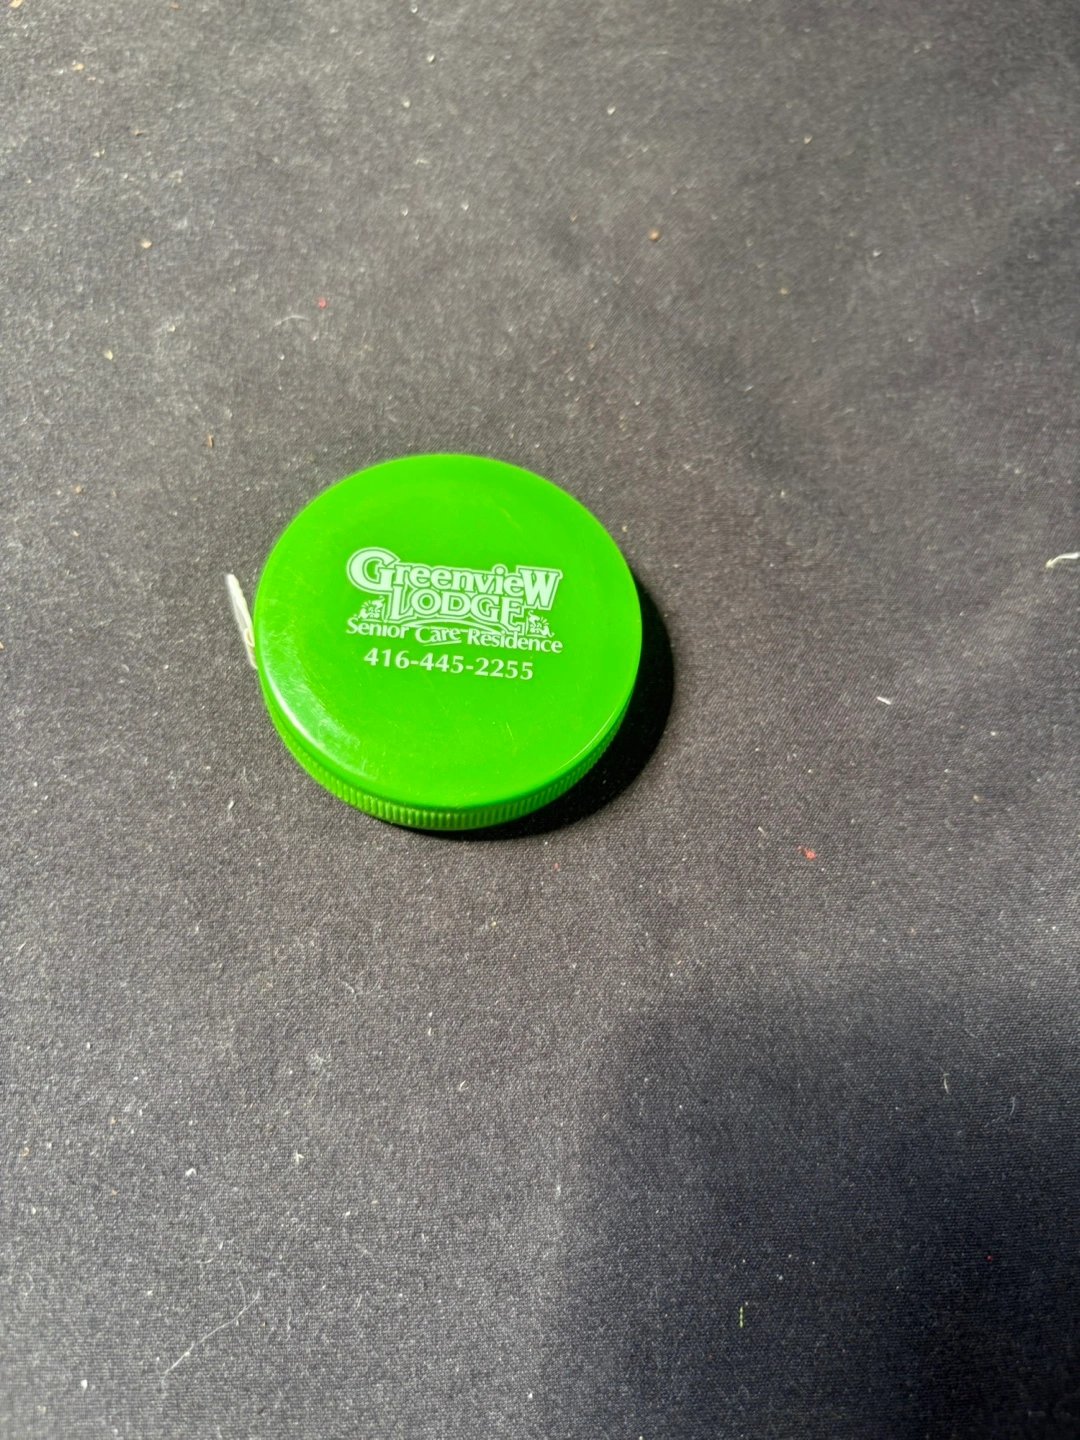 GreenvieW
LODGE
Senior Care Residence
416-445-2255